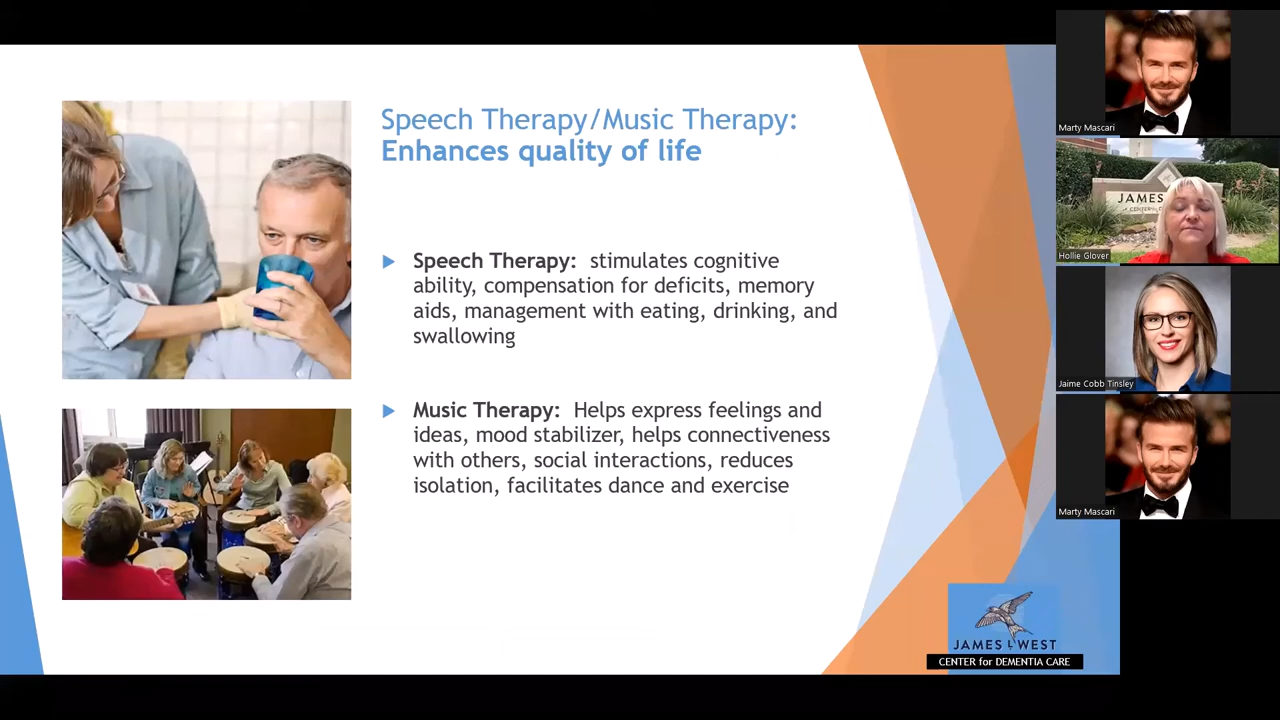 Speech Therapy/Music Therapy:
Enhances quality of life
Speech Therapy: stimulates cognitive
ability, compensation for deficits, memory
aids, management with eating, drinking, and
swallowing
Music Therapy: Helps express feelings and
ideas, mood stabilizer, helps connectiveness
with others, social interactions, reduces
isolation, facilitates dance and exercise
JAMES L WEST
CENTER for DEMENTIA CARE
Marty Mascari
JAMES
Hollie Glover
Jaime Cobb Tinsley
Marty Mascari